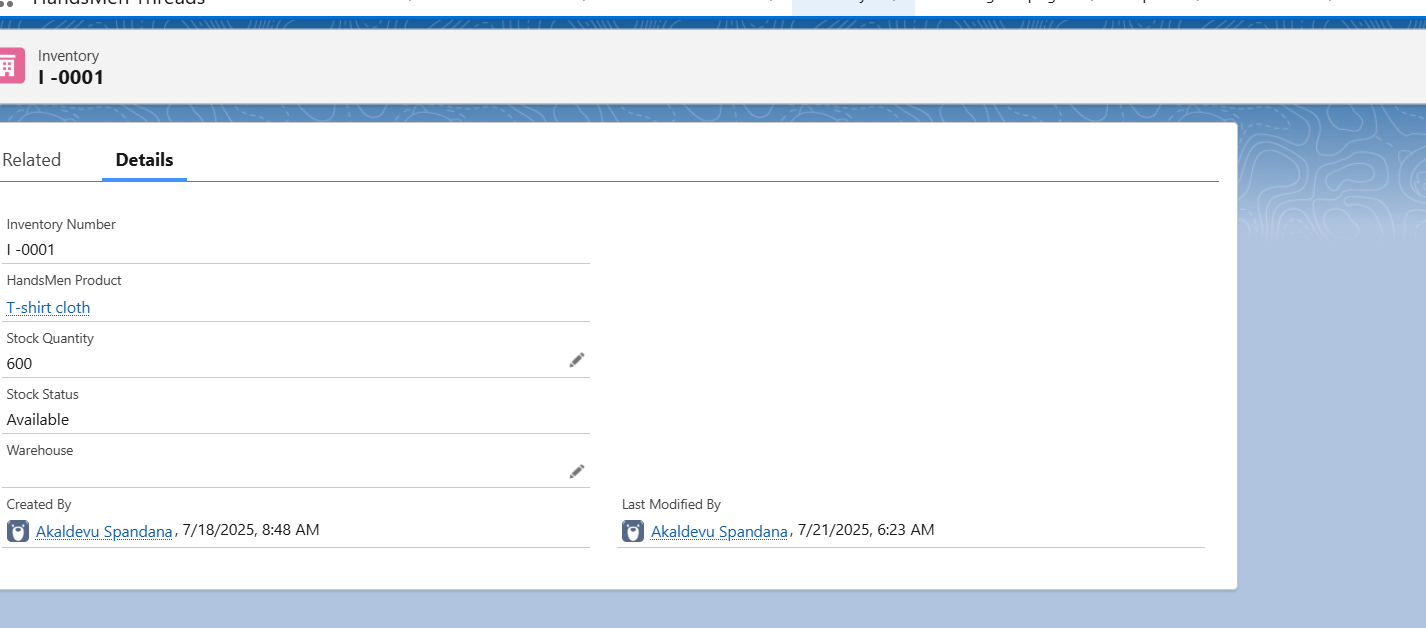 HandsMen Threads
Inventory
I -0001
Related
Details
Inventory Number
I -0001
HandsMen Product
T-shirt cloth
Stock Quantity
600
Stock Status
Available
Warehouse
Created By
Akaldevu Spandana, 7/18/2025, 8:48 AM
Last Modified By
Akaldevu Spandana, 7/21/2025, 6:23 AM